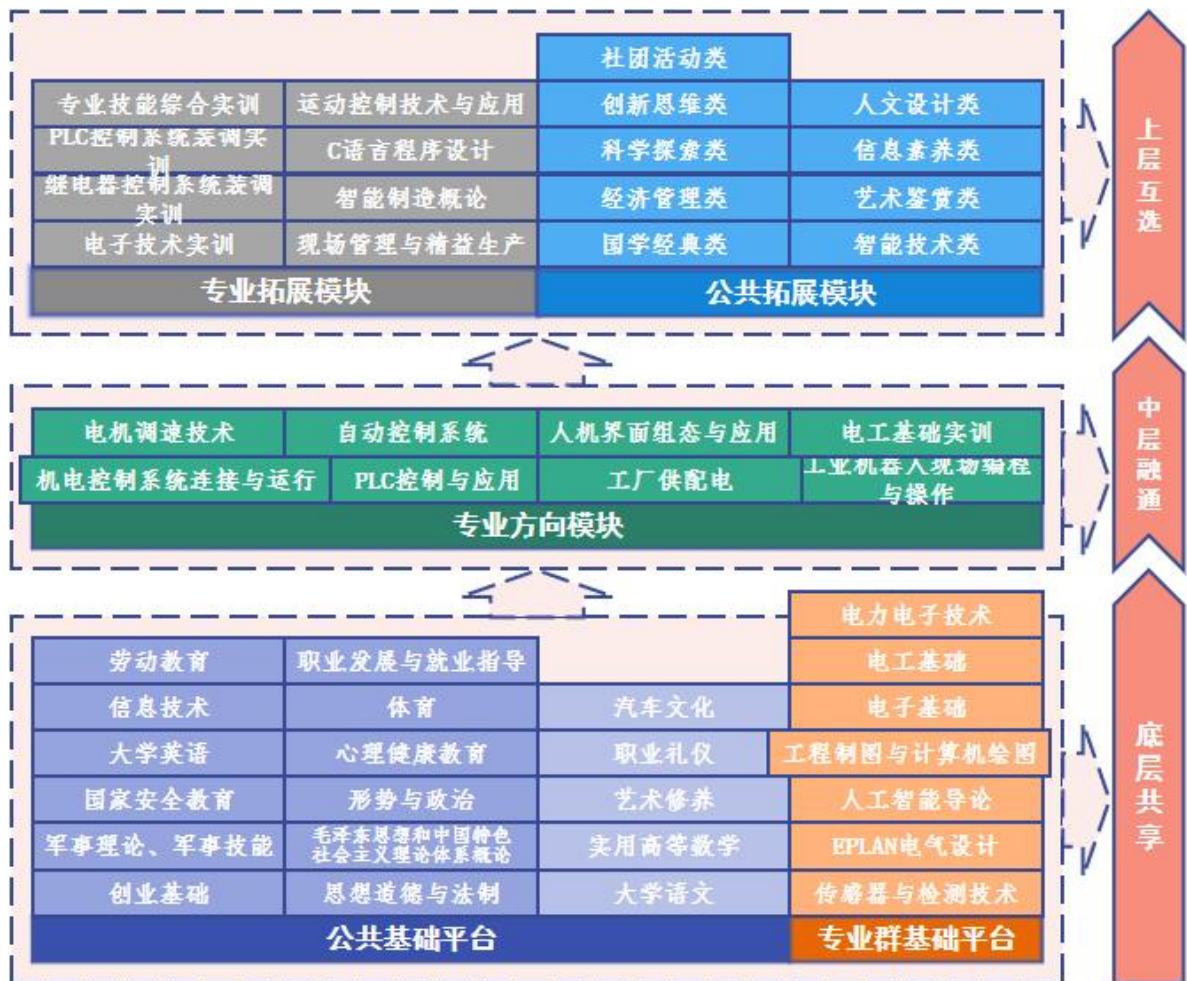 社团活动类
专业技能综合实训
运动控制技术与应用
创新思维类
人文设计类
PLC控制系统装调实
训
C语言程序设计
科学探索类
信息素养类
继电器控制系统装调
实训
智能制造概论
经济管理类
艺术鉴赏类
电子技术实训
现场管理与精益生产
国学经典类
智能技术类
专业拓展模块
公共拓展模块
上层互选
电机调速技术
自动控制系统
人机界面组态与应用
电工基础实训
机电控制系统连接与运行
PLC控制与应用
工厂供配电
工业机器人现场编程
与操作
专业方向模块
中层融通
电力电子技术
劳动教育
职业发展与就业指导
电工基础
信息技术
体育
汽车文化
电子基础
大学英语
心理健康教育
职业礼仪
工程制图与计算机绘图
国家安全教育
形势与政治
艺术修养
人工智能导论
军事理论、军事技能
毛泽东思想和中国特色
社会主义理论体系概论
实用高等数学
EPLAN电气设计
创业基础
思想道德与法制
大学语文
传感器与检测技术
公共基础平台
专业群基础平台
底层共享